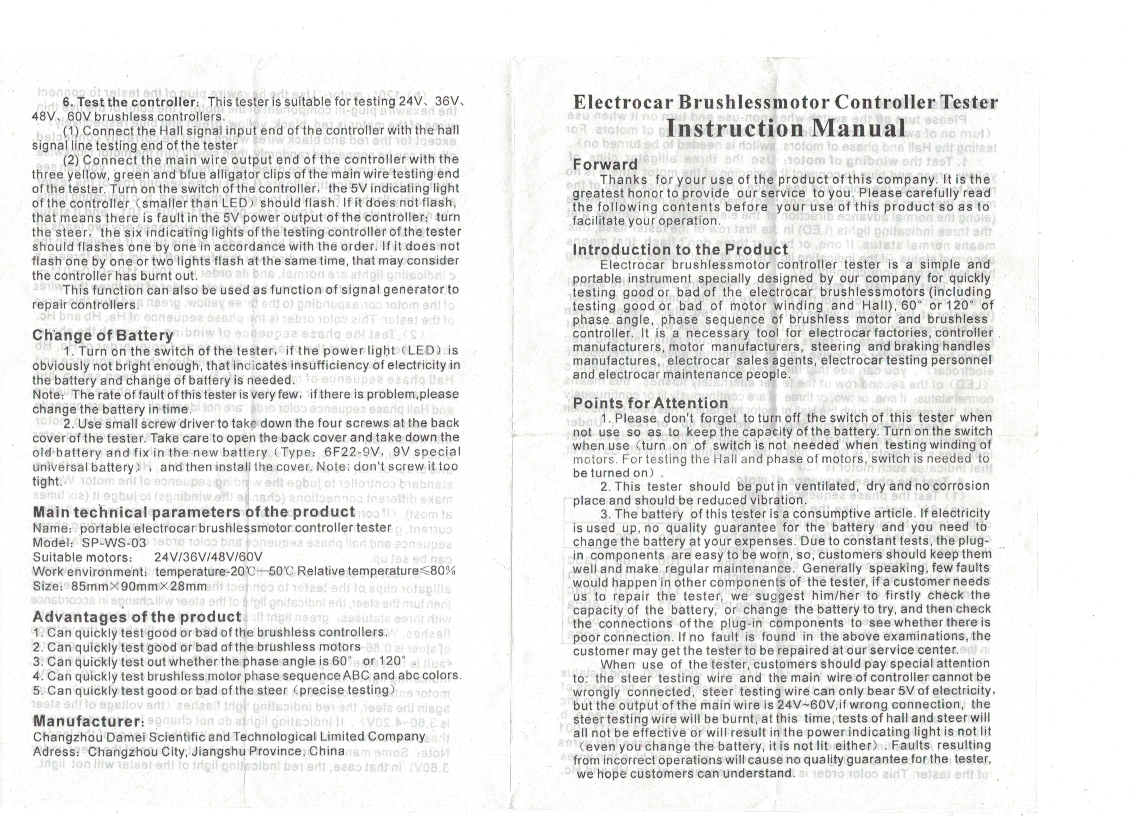 6. Test the controller: This tester is suitable for testing 24V、36V、
48V、60V brushless controllers.
(1) Connect the Hall signal input end of the controller with the hall
signal line testing end of the tester
(2) Connect the main wire output end of the controller with the
three yellow, green and blue alligator clips of the main wire testing end
of the tester. Turn on the switch of the controller, the 5V indicating light
of the controller (smaller than LED) should flash. If it does not flash,
that means there is fault in the 5V power output of the controller; turn
the steer, the six indicating lights of the testing controller of the tester
should flashes one by one in accordance with the order. If it does not
flash one by one or two lights flash at the same time, that may consider
the controller has burnt out.
This function can also be used as function of signal generator to
repair controllers.
Change of Battery
1. Turn on the switch of the tester, if the power light (LED) is
obviously not bright enough, that indicates insufficiency of electricity in
the battery and change of battery is needed.
Note: The rate of fault of this tester is very few, if there is problem,please
change the battery in time.
2. Use small screw driver to take down the four screws at the back
cover of the tester. Take care to open the back cover and take down the
old battery and fix in the new battery (Type: 6F22-9V, 9V special
universal battery), and then install the cover. Note: don't screw it too
tight.
Main technical parameters of the product
Name: portable electrocar brushlessmotor controller tester
Model: SP-WS-03
Suitable motors: 24V/36V/48V/60V
Work environment: temperature-20℃—50℃ Relative temperature≤80%
Size: 85mm×90mm×28mm
Advantages of the product
1. Can quickly test good or bad of the brushless controllers.
2. Can quickly test good or bad of the brushless motors
3. Can quickly test out whether the phase angle is 60° or 120° .
4. Can quickly test brushless motor phase sequence ABC and abc colors.
5. Can quickly test good or bad of the steer (precise testing)
Manufacturer:
Changzhou Damei Scientific and Technological Limited Company
Adress: Changzhou City, Jiangshu Province, China
Electrocar Brushlessmotor Controller Tester
Instruction Manual
Forward
Thanks for your use of the product of this company. It is the
greatest honor to provide our service to you. Please carefully read
the following contents before your use of this product so as to
facilitate your operation.
Introduction to the Product
Electrocar brushlessmotor controller tester is a simple and
portable instrument specially designed by our company for quickly
testing good or bad of the electrocar brushlessmotors (including
testing good or bad of motor winding and Hall), 60° or 120° of
phase angle, phase sequence of brushless motor and brushless
controller. It is a necessary tool for electrocar factories, controller
manufacturers, motor manufacturers, steering and braking handles
manufactures, electrocar sales agents, electrocar testing personnel
and electrocar maintenance people.
Points for Attention
1. Please don't forget to turn off the switch of this tester when
not use so as to keep the capacity of the battery. Turn on the switch
when use (turn on of switch is not needed when testing winding of
motors. For testing the Hall and phase of motors, switch is needed to
be turned on) .
2. This tester should be put in ventilated, dry and no corrosion
place and should be reduced vibration.
3. The battery of this tester is a consumptive article. If electricity
is used up, no quality guarantee for the battery and you need to
change the battery at your expenses. Due to constant tests, the plug-
in components are easy to be worn, so, customers should keep them
well and make regular maintenance. Generally speaking, few faults
would happen in other components of the tester, if a customer needs
us to repair the tester, we suggest him/her to firstly check the
capacity of the battery, or change the battery to try, and then check
the connections of the plug-in components to see whether there is
poor connection. If no fault is found in the above examinations, the
customer may get the tester to be repaired at our service center.
When use of the tester, customers should pay special attention
to: the steer testing wire and the main wire of controller cannot be
wrongly connected, steer testing wire can only bear 5V of electricity,
but the output of the main wire is 24V~60V,if wrong connection, the
steer testing wire will be burnt, at this time, tests of hall and steer will
all not be effective or will result in the power indicating light is not lit
(even you change the battery, it is not lit either) . Faults resulting
from incorrect operations will cause no quality guarantee for the tester,
we hope customers can understand.